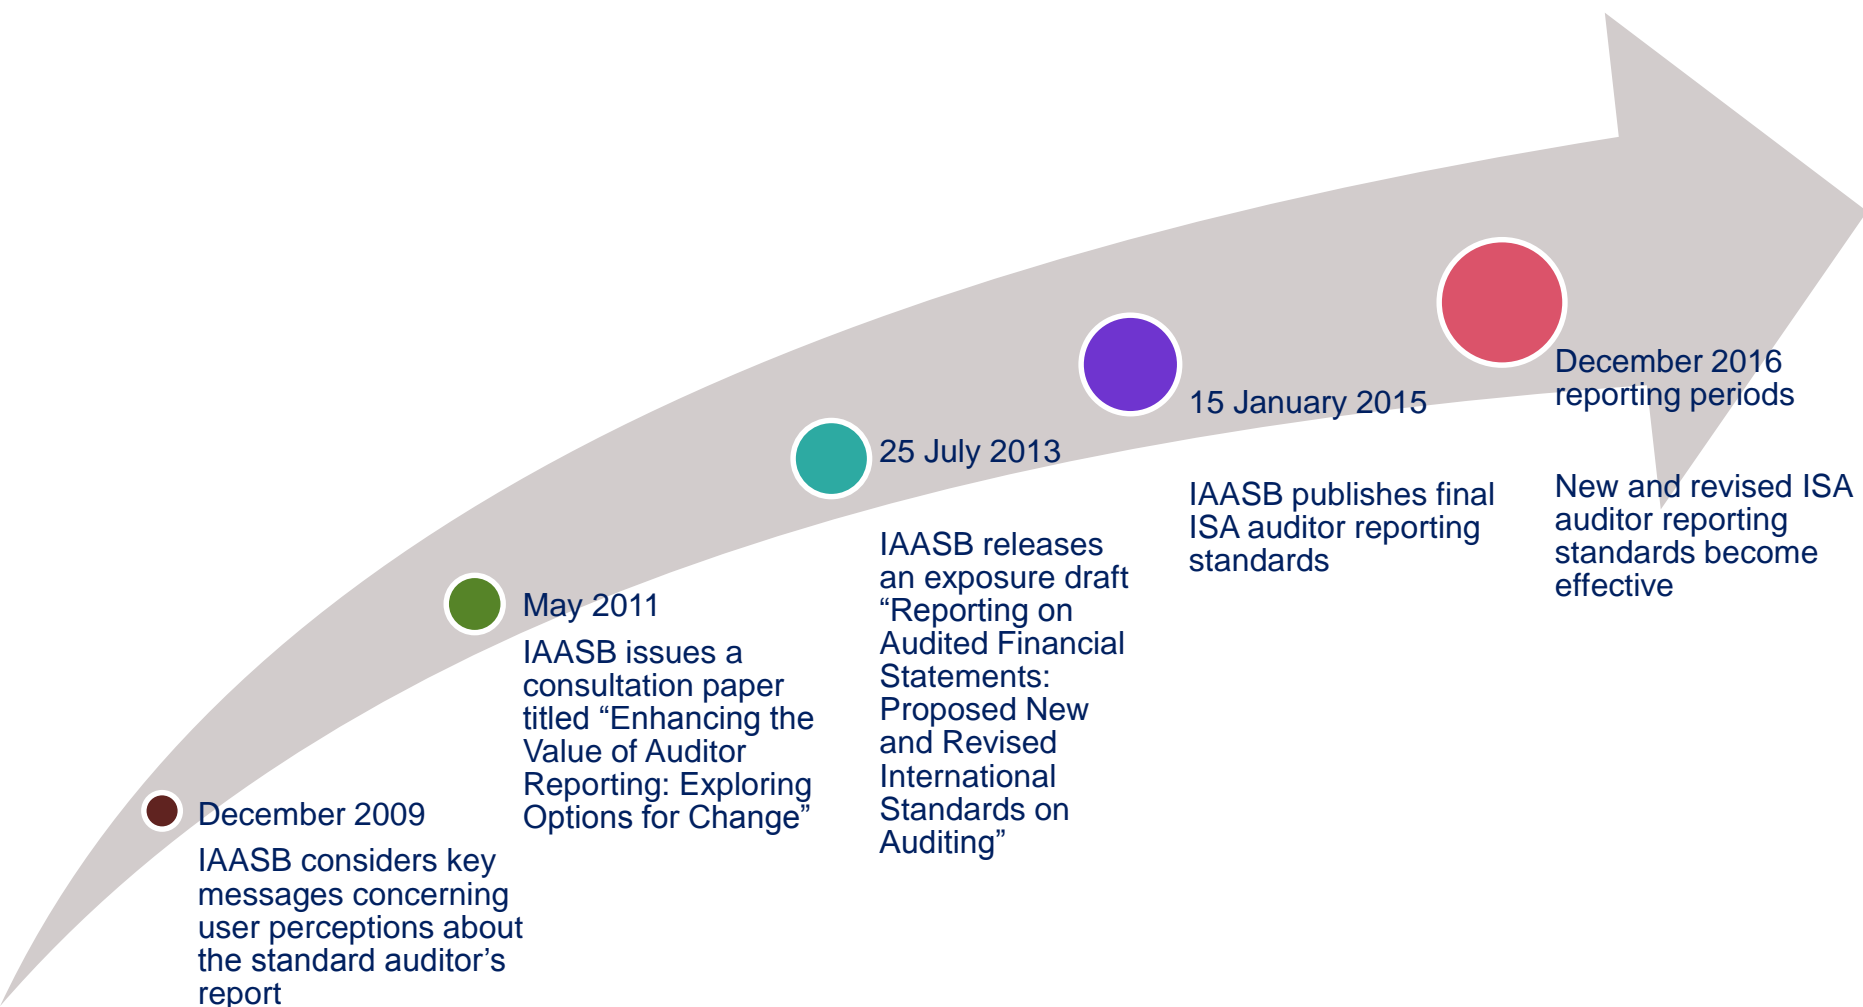 December 2009
IAASB considers key
messages concerning
user perceptions about
the standard auditor’s
report
May 2011
IAASB issues a
consultation paper
titled “Enhancing the
Value of Auditor
Reporting: Exploring
Options for Change”
25 July 2013
IAASB releases
an exposure draft
“Reporting on
Audited Financial
Statements:
Proposed New
and Revised
International
Standards on
Auditing”
15 January 2015
IAASB publishes final
ISA auditor reporting
standards
December 2016
reporting periods
New and revised ISA
auditor reporting
standards become
effective